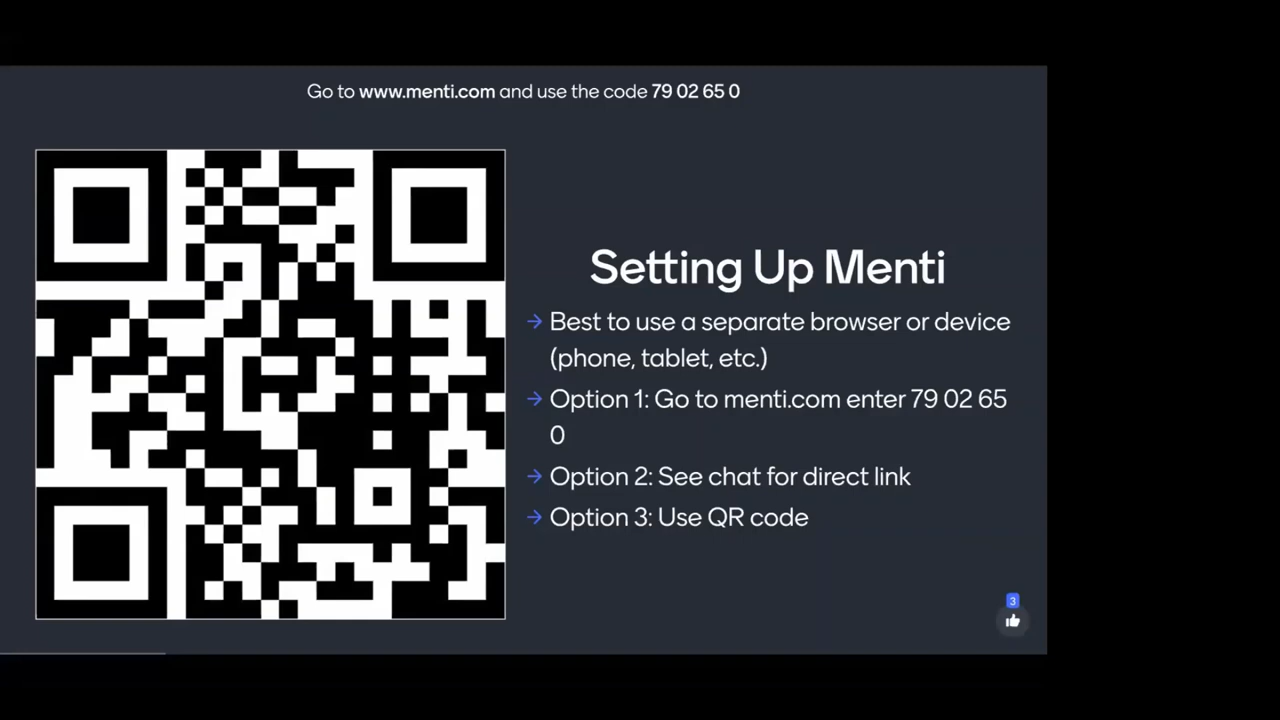 Go to www.menti.com and use the code 79 02 65 0
Setting Up Menti
→ Best to use a separate browser or device
(phone, tablet, etc.)
→ Option 1: Go to menti.com enter 79 02 65
0
→ Option 2: See chat for direct link
→ Option 3: Use QR code
3